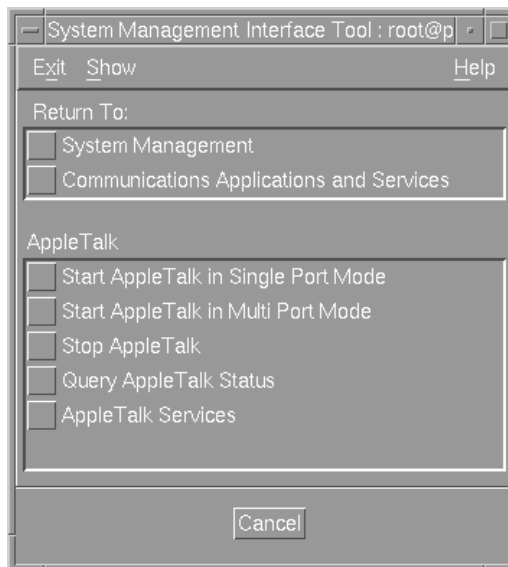 System Management Interface Tool : root@p
Exit Show Help
Return To:
System Management
Communications Applications and Services
AppleTalk
Start AppleTalk in Single Port Mode
Start AppleTalk in Multi Port Mode
Stop AppleTalk
Query AppleTalk Status
AppleTalk Services
Cancel